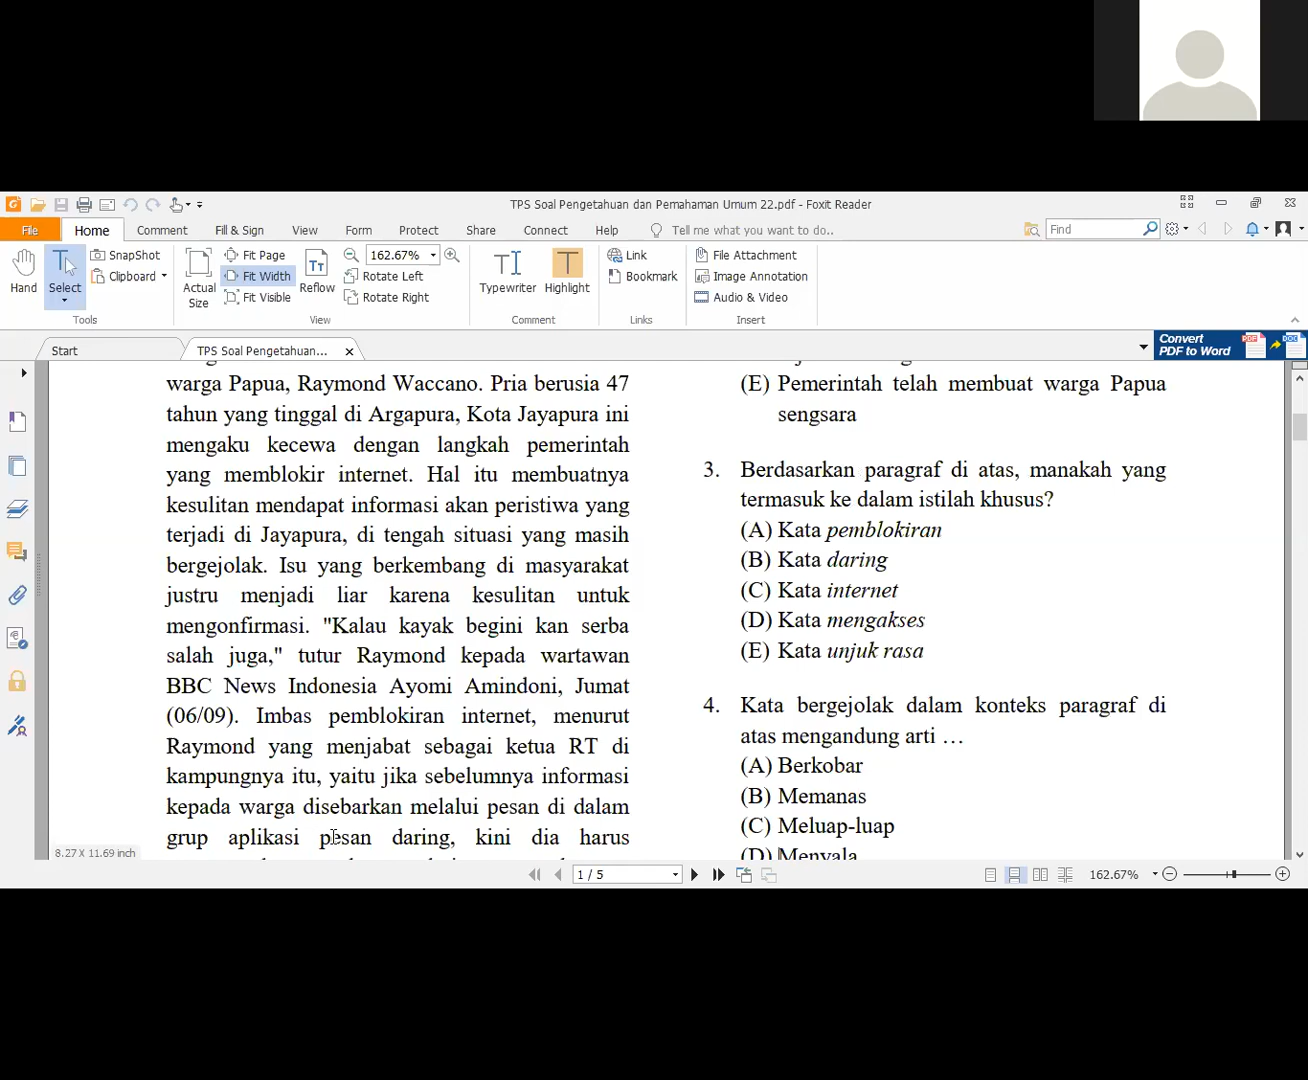 TPS Soal Pengetahuan dan Pemahaman Umum 22.pdf - Foxit Reader
File Home Comment Fill & Sign View Form Protect Share Connect Help Tell me what you want to do.. Find
Hand
Select
SnapShot
Clipboard
Tools
Actual
Size
Fit Page
Fit Width
Fit Visible
Reflow
162.67%
Rotate Left
Rotate Right
View
Typewriter
Highlight
Comment
Link
Bookmark
Links
File Attachment
Image Annotation
Audio & Video
Insert
Start
TPS Soal Pengetahuan...
Convert
PDF to Word
warga Papua, Raymond Waccano. Pria berusia 47
tahun yang tinggal di Argapura, Kota Jayapura ini
mengaku kecewa dengan langkah pemerintah
yang memblokir internet. Hal itu membuatnya
kesulitan mendapat informasi akan peristiwa yang
terjadi di Jayapura, di tengah situasi yang masih
bergejolak. Isu yang berkembang di masyarakat
justru menjadi liar karena kesulitan untuk
mengonfirmasi. "Kalau kayak begini kan serba
salah juga," tutur Raymond kepada wartawan
BBC News Indonesia Ayomi Amindoni, Jumat
(06/09). Imbas pemblokiran internet, menurut
Raymond yang menjabat sebagai ketua RT di
kampungnya itu, yaitu jika sebelumnya informasi
kepada warga disebarkan melalui pesan di dalam
grup aplikasi pesan daring, kini dia harus
(E) Pemerintah telah membuat warga Papua
sengsara
3. Berdasarkan paragraf di atas, manakah yang
termasuk ke dalam istilah khusus?
(A) Kata pemblokiran
(B) Kata daring
(C) Kata internet
(D) Kata mengakses
(E) Kata unjuk rasa
4. Kata bergejolak dalam konteks paragraf di
atas mengandung arti …
(A) Berkobar
(B) Memanas
(C) Meluap-luap
(D) Menyala
8.27 X 11.69 inch
1 / 5
162.67%